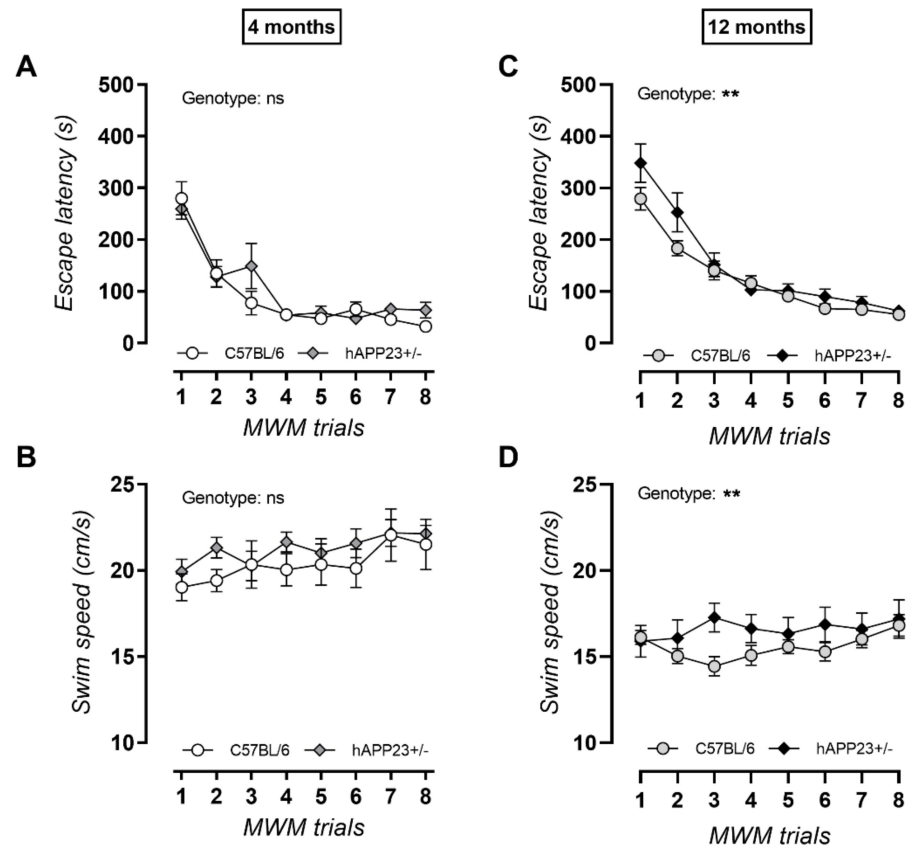 4 months
12 months
A
Escape latency (s)
500
400
300
200
100
0
Genotype: ns
C57BL/6
hAPP23+/-
1 2 3 4 5 6 7 8
MWM trials
C
Escape latency (s)
500
400
300
200
100
0
Genotype: **
C57BL/6
hAPP23+/-
1 2 3 4 5 6 7 8
MWM trials
B
Swim speed (cm/s)
25
20
15
10
Genotype: ns
C57BL/6
hAPP23+/-
1 2 3 4 5 6 7 8
MWM trials
D
Swim speed (cm/s)
25
20
15
10
Genotype: **
C57BL/6
hAPP23+/-
1 2 3 4 5 6 7 8
MWM trials